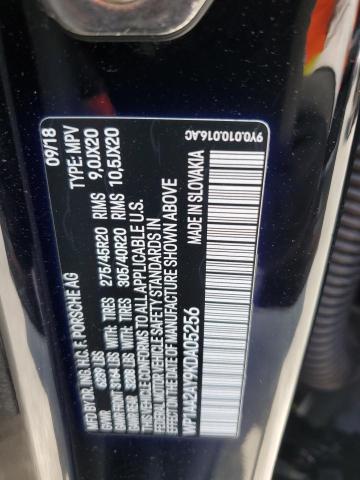 MFD. BY DR. ING. H.C. F. PORSCHE AG
09/18
GVWR 6289 LBS
TYPE: MPV
GAWR FRONT 3164 LBS WITH: TIRES 275/45R20 RIMS 9,0JX20
GAWR REAR 3208 LBS WITH: TIRES 305/40R20 RIMS 10,5JX20
THIS VEHICLE CONFORMS TO ALL APPLICABLE U.S.
FEDERAL MOTOR VEHICLE SAFETY STANDARDS IN
EFFECT ON THE DATE OF MANUFACTURE SHOWN ABOVE
WP1AA2AY9KDA05256
MADE IN SLOVAKIA
9Y0.010.016.AC